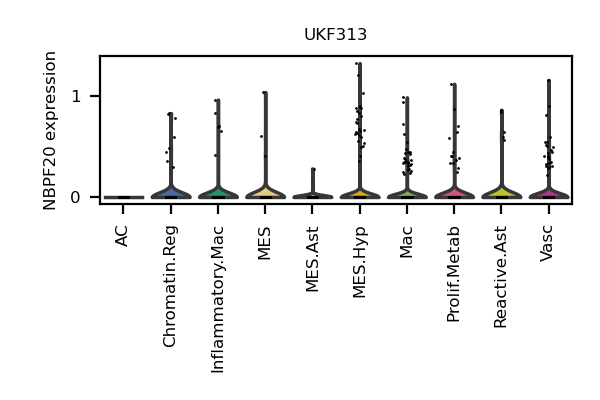 UKF313
NBPF20 expression
1
0
AC
Chromatin.Reg
Inflammatory.Mac
MES
MES.Ast
MES.Hyp
Mac
Prolif.Metab
Reactive.Ast
Vasc